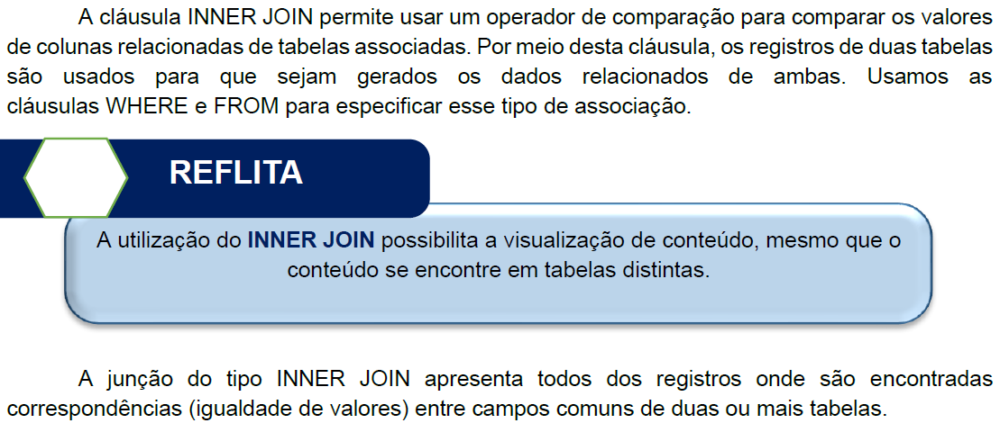 A cláusula INNER JOIN permite usar um operador de comparação para comparar os valores
de colunas relacionadas de tabelas associadas. Por meio desta cláusula, os registros de duas tabelas
são usados para que sejam gerados os dados relacionados de ambas. Usamos as
cláusulas WHERE e FROM para especificar esse tipo de associação.
REFLITA
A utilização do INNER JOIN possibilita a visualização de conteúdo, mesmo que o
conteúdo se encontre em tabelas distintas.
A junção do tipo INNER JOIN apresenta todos dos registros onde são encontradas
correspondências (igualdade de valores) entre campos comuns de duas ou mais tabelas.